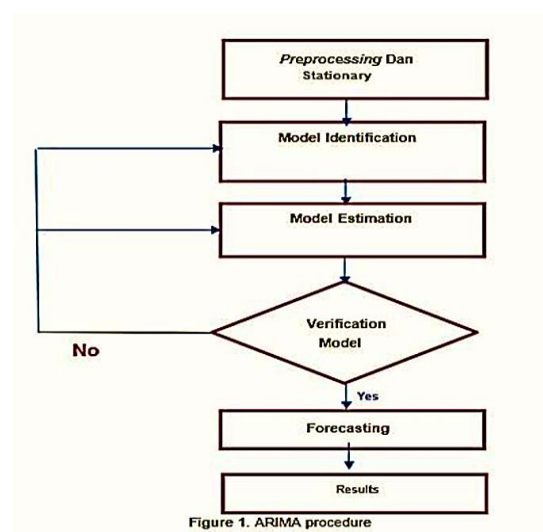 Preprocessing Dan
Stationary
Model Identification
Model Estimation
Verification
Model
No
Yes
Forecasting
Results
Figure 1. ARIMA procedure